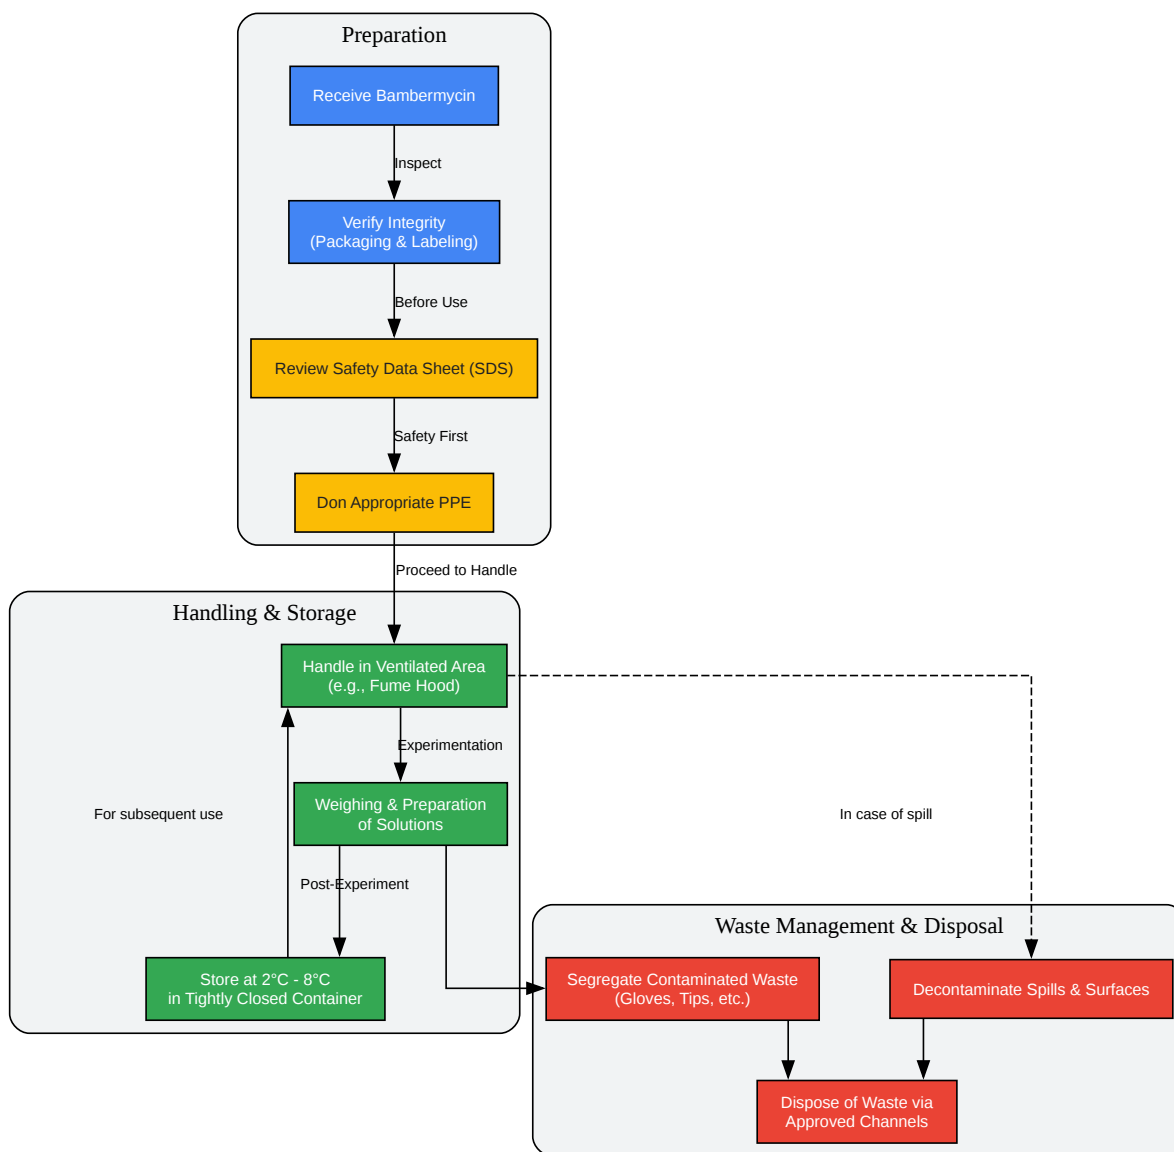 Preparation
Receive Bambermycin
Inspect
Verify Integrity
(Packaging & Labeling)
Before Use
Review Safety Data Sheet (SDS)
Safety First
Don Appropriate PPE
Proceed to Handle
Handling & Storage
Handle in Ventilated Area
(e.g., Fume Hood)
Experimentation
Weighing & Preparation
of Solutions
For subsequent use
In case of spill
Post-Experiment
Waste Management & Disposal
Store at 2°C - 8°C
in Tightly Closed Container
Segregate Contaminated Waste
(Gloves, Tips, etc.)
Decontaminate Spills & Surfaces
Dispose of Waste via
Approved Channels